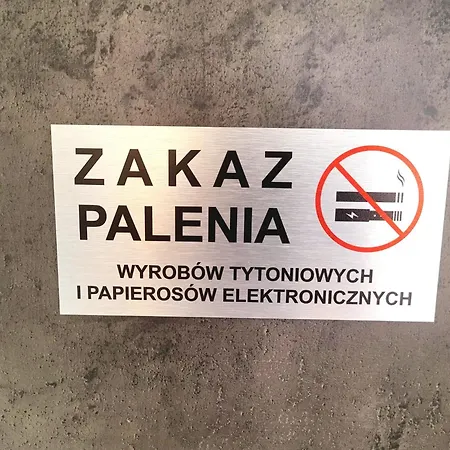 ZAKAZ
PALENIA
WYROBÓW TYTONIOWYCH
I PAPIEROSÓW ELEKTRONICZNYCH